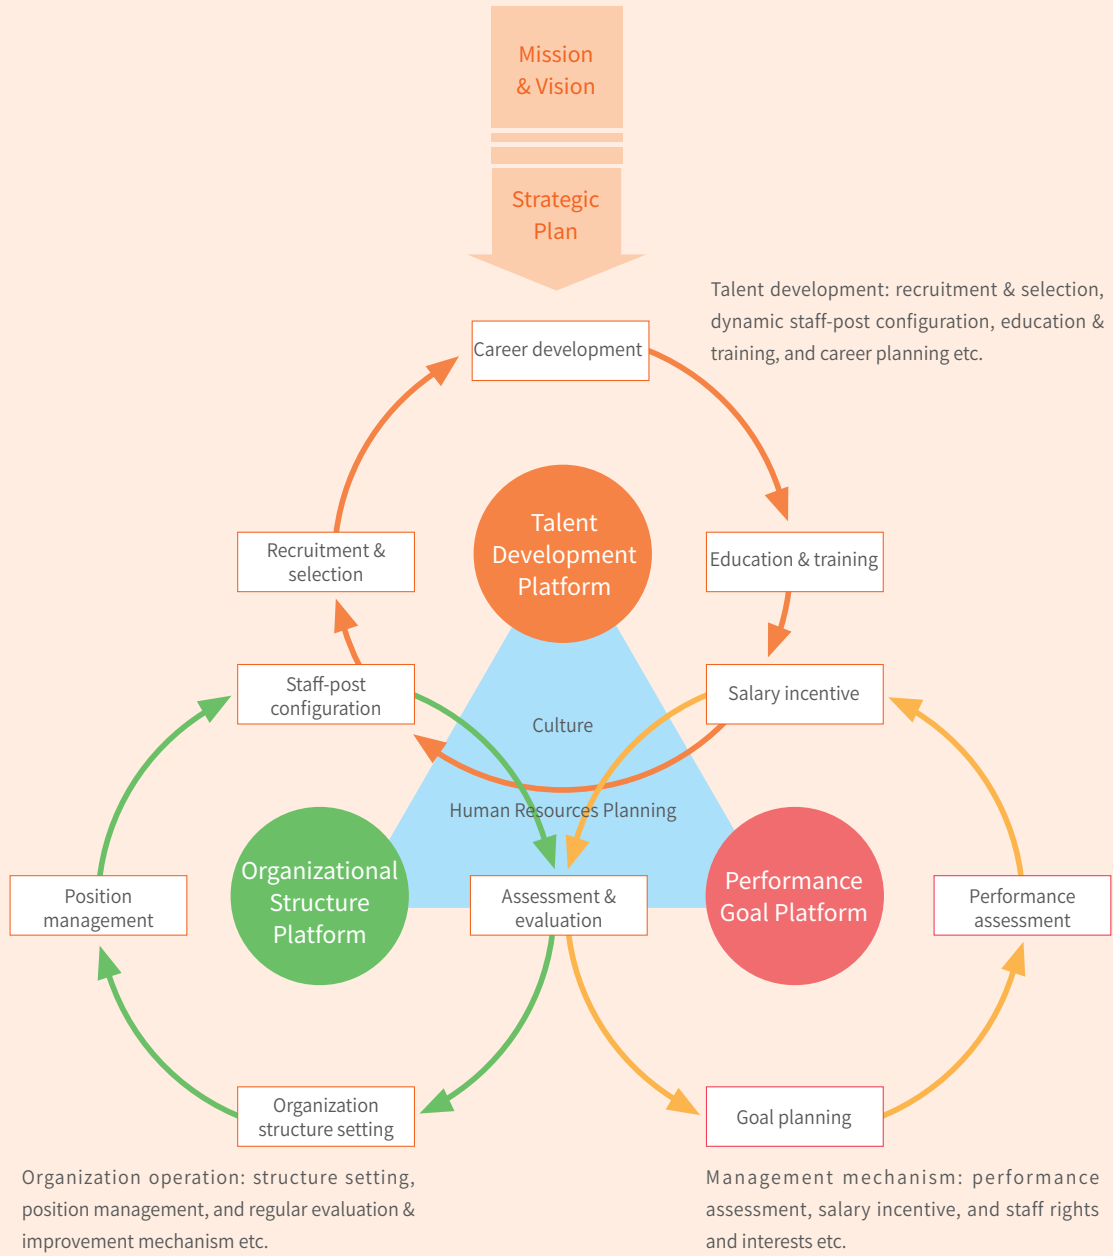 Mission
& Vision
Strategic
Plan
Talent development: recruitment & selection,
dynamic staff-post configuration, education &
training, and career planning etc.
Career development
Talent
Development
Platform
Recruitment &
selection
Education & training
Staff-post
configuration
Salary incentive
Culture
Human Resources Planning
Organizational
Structure
Platform
Performance
Goal Platform
Position
management
Assessment &
evaluation
Performance
assessment
Organization
structure setting
Goal planning
Organization operation: structure setting,
position management, and regular evaluation &
improvement mechanism etc.
Management mechanism: performance
assessment, salary incentive, and staff rights
and interests etc.